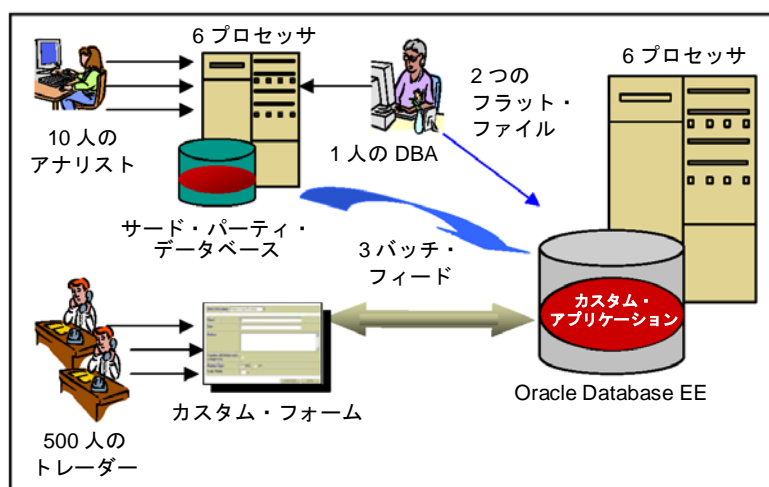 6 プロセッサ
10 人の
アナリスト
サード・パーティ・
データベース
1 人の DBA
2 つの
フラット・
ファイル
6 プロセッサ
3 バッチ・
フィード
カスタム・
アプリケーション
Oracle Database EE
カスタム・フォーム
500 人の
トレーダー